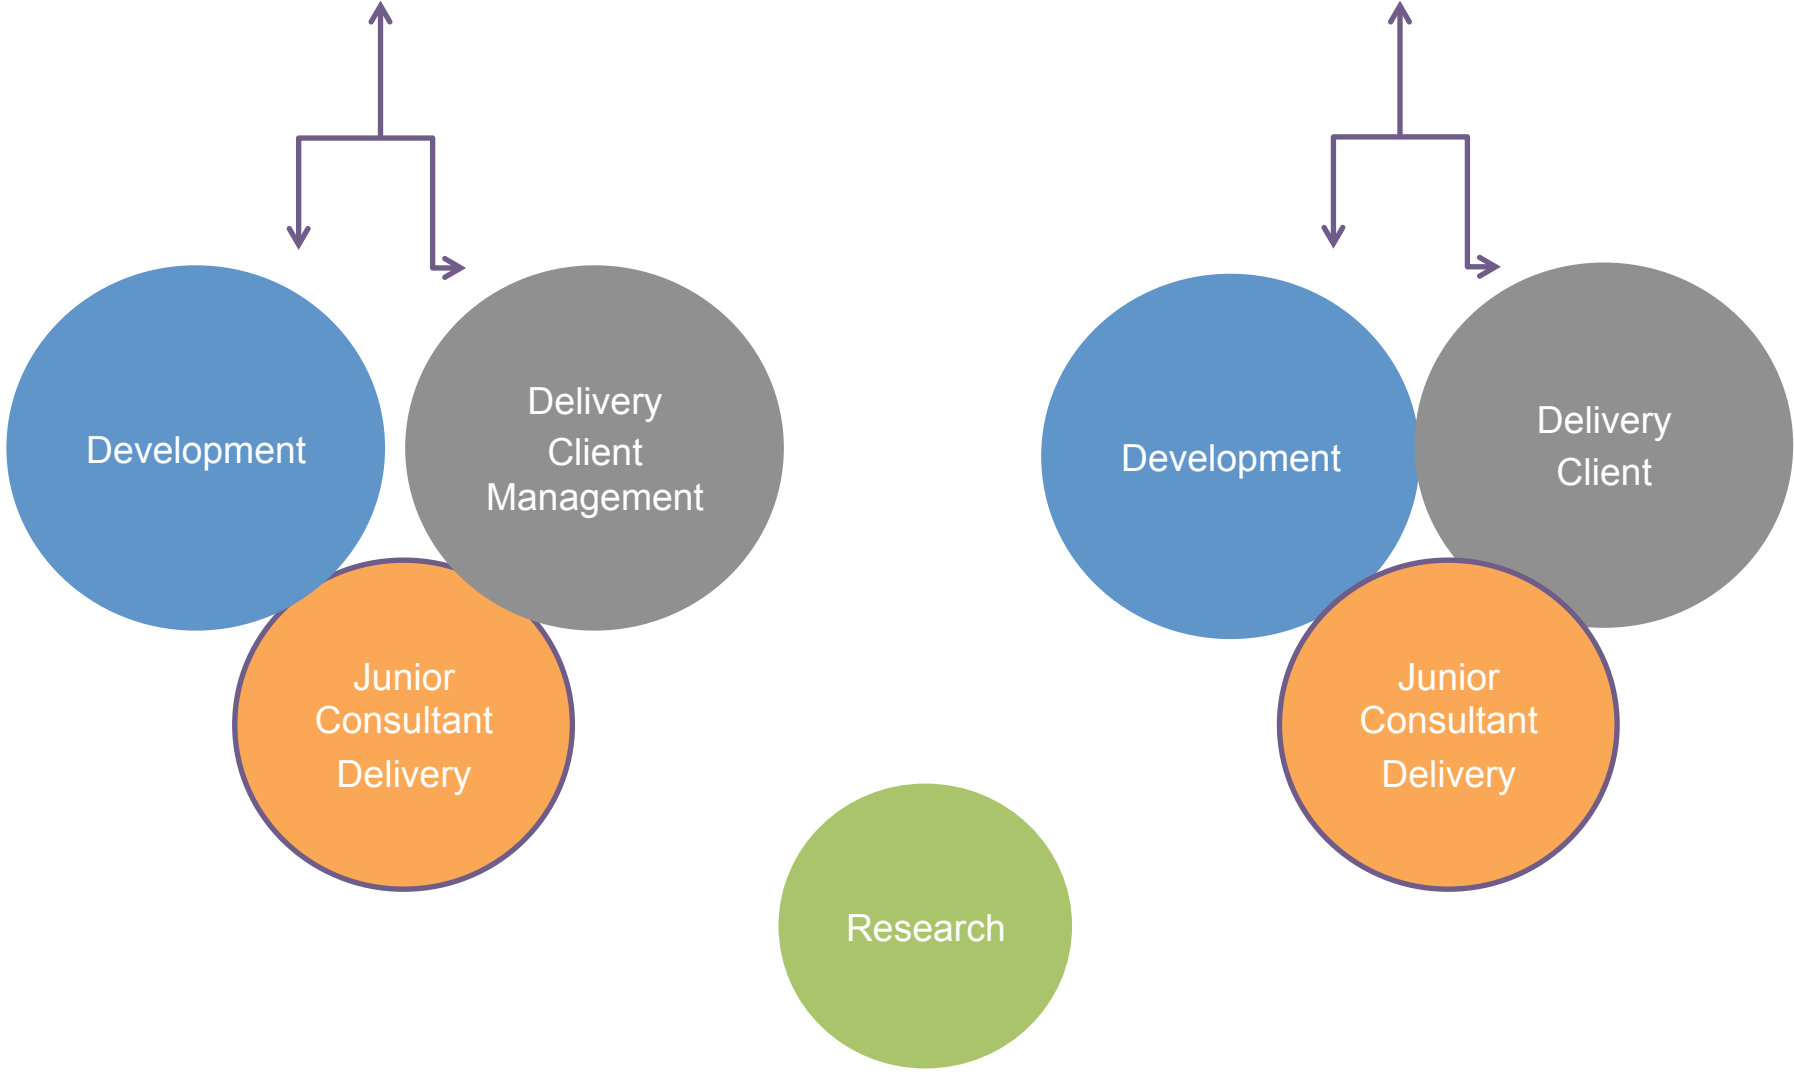 Development
Delivery
Client
Management
Junior
Consultant
Delivery
Development
Delivery
Client
Junior
Consultant
Delivery
Research